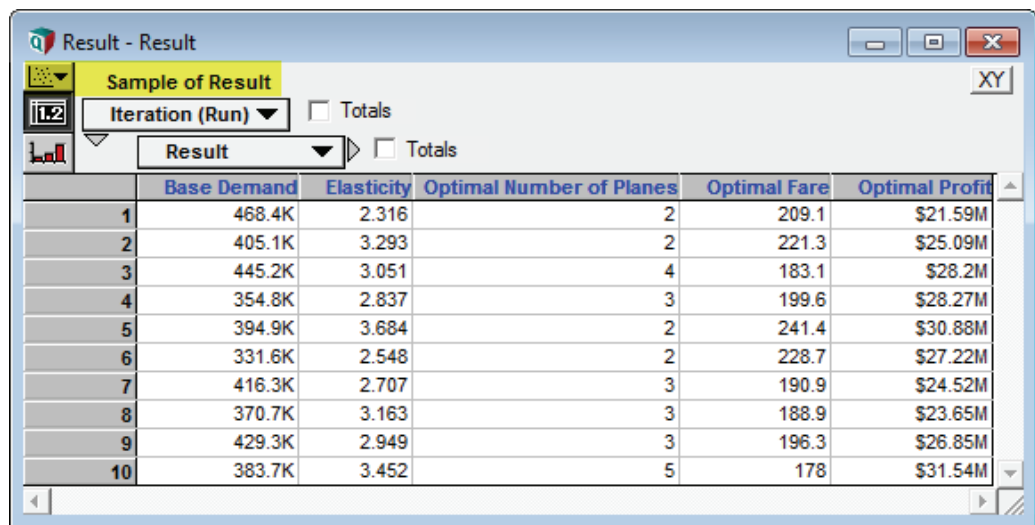 Result - Result
Sample of Result
XY
1.2 Iteration (Run) Totals
Result Totals
Base Demand Elasticity Optimal Number of Planes Optimal Fare Optimal Profit
1 468.4K 2.316 2 209.1 $21.59M
2 405.1K 3.293 2 221.3 $25.09M
3 445.2K 3.051 4 183.1 $28.2M
4 354.8K 2.837 3 199.6 $28.27M
5 394.9K 3.684 2 241.4 $30.88M
6 331.6K 2.548 2 228.7 $27.22M
7 416.3K 2.707 3 190.9 $24.52M
8 370.7K 3.163 3 188.9 $23.65M
9 429.3K 2.949 3 196.3 $26.85M
10 383.7K 3.452 5 178 $31.54M